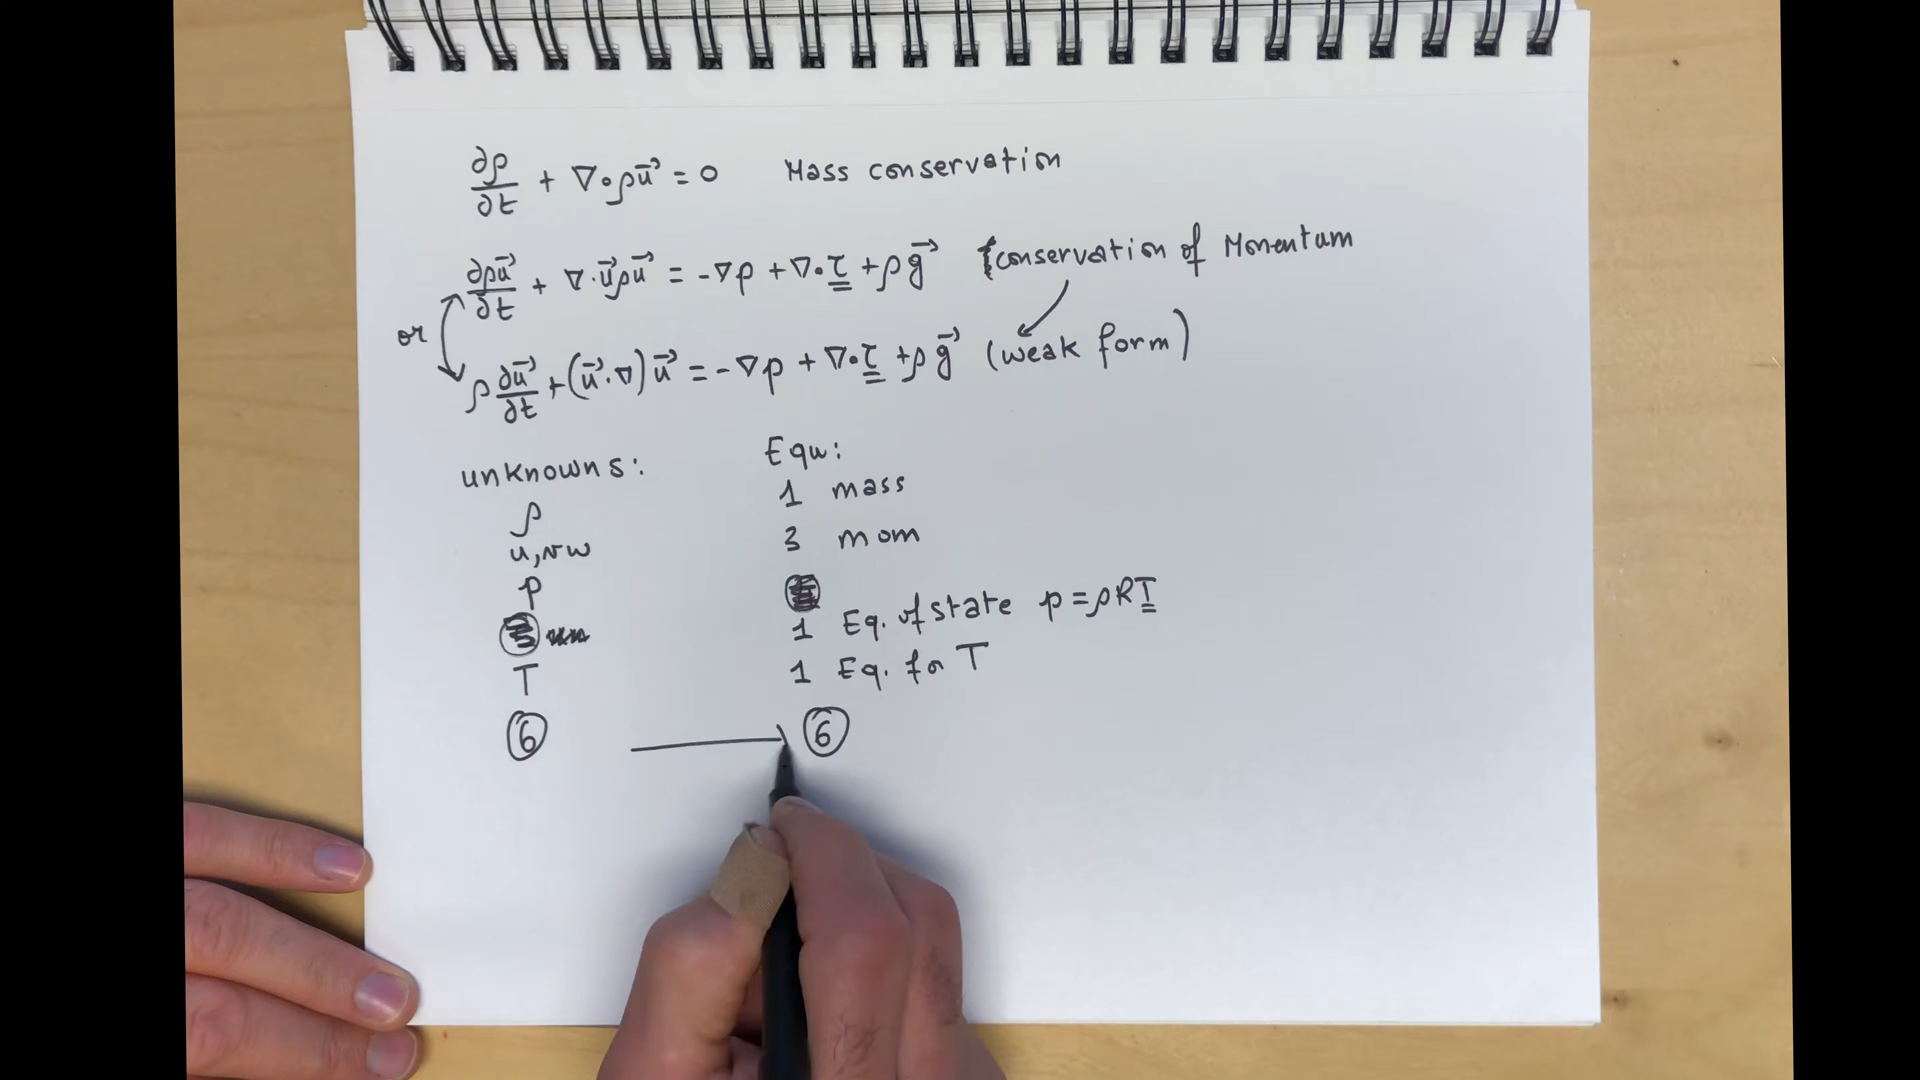 ∂ρ/∂t + ∇∘ρu⃗ = 0 Mass conservation
∂ρu⃗/∂t + ∇·u⃗ρu⃗ = -∇p + ∇·τ + ρg⃗ (conservation of Momentum
or
ρ ∂u⃗/∂t + (u⃗·∇)u⃗ = -∇p + ∇·τ + ρg⃗ (weak form)
unknowns: Equ:
ρ 1 mass
u,v w 3 mom
p
1 Eq. of state p = ρRT
T 1 Eq. for T
6 6